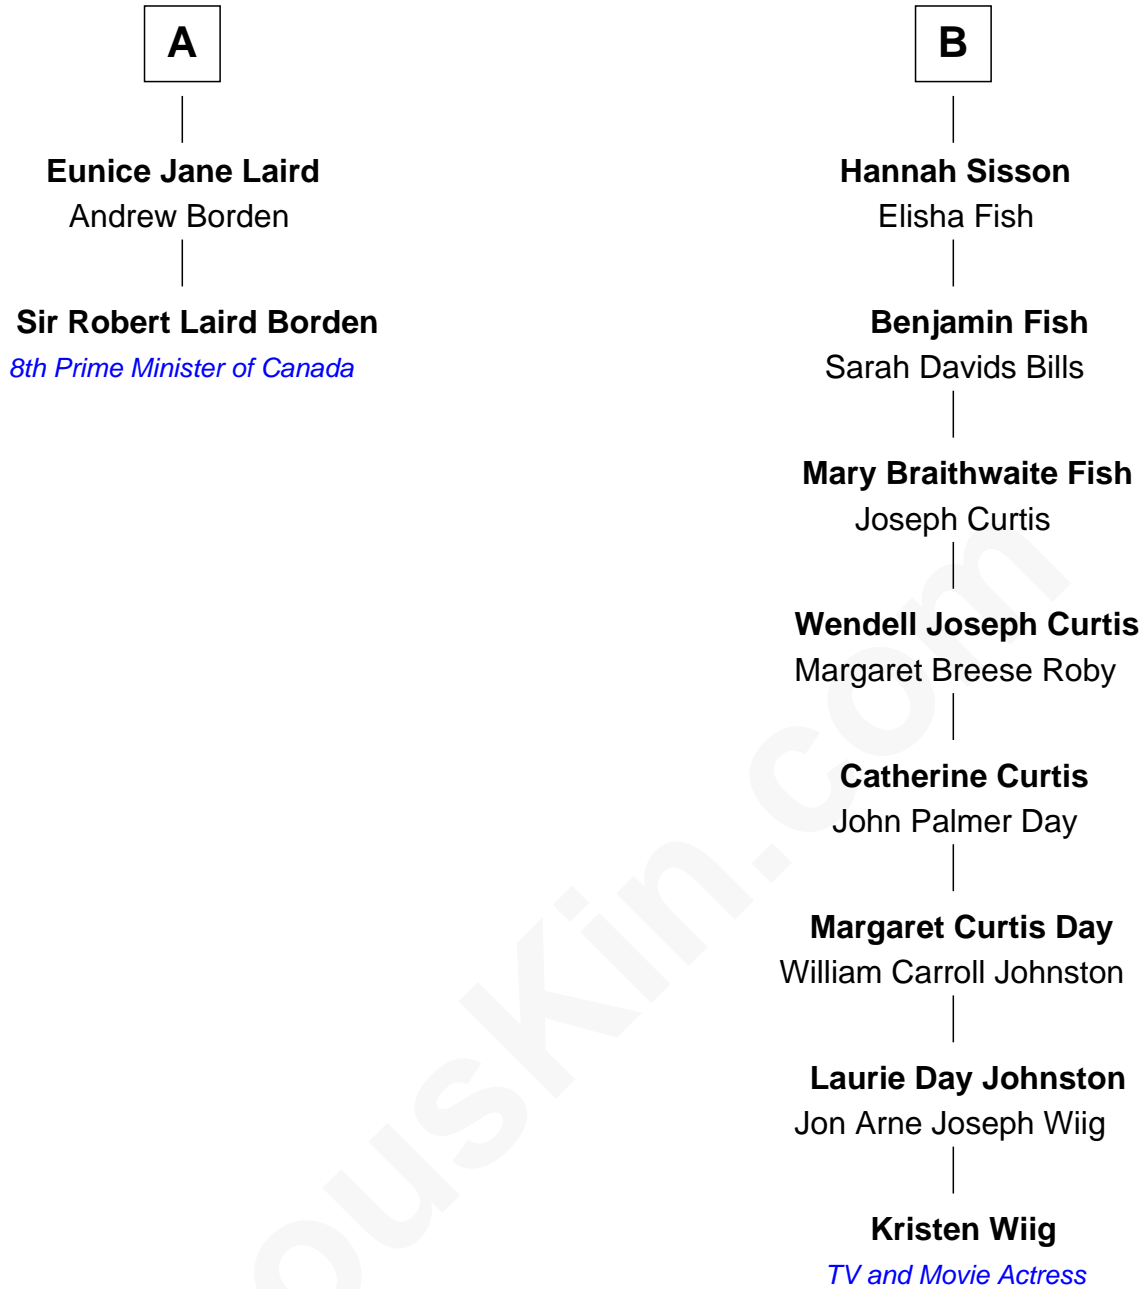 A
Eunice Jane Laird
Andrew Borden
Sir Robert Laird Borden
8th Prime Minister of Canada
B
Hannah Sisson
Elisha Fish
Benjamin Fish
Sarah Davids Bills
Mary Braithwaite Fish
Joseph Curtis
Wendell Joseph Curtis
Margaret Breese Roby
Catherine Curtis
John Palmer Day
Margaret Curtis Day
William Carroll Johnston
Laurie Day Johnston
Jon Arne Joseph Wiig
Kristen Wiig
TV and Movie Actress
ousKin.com